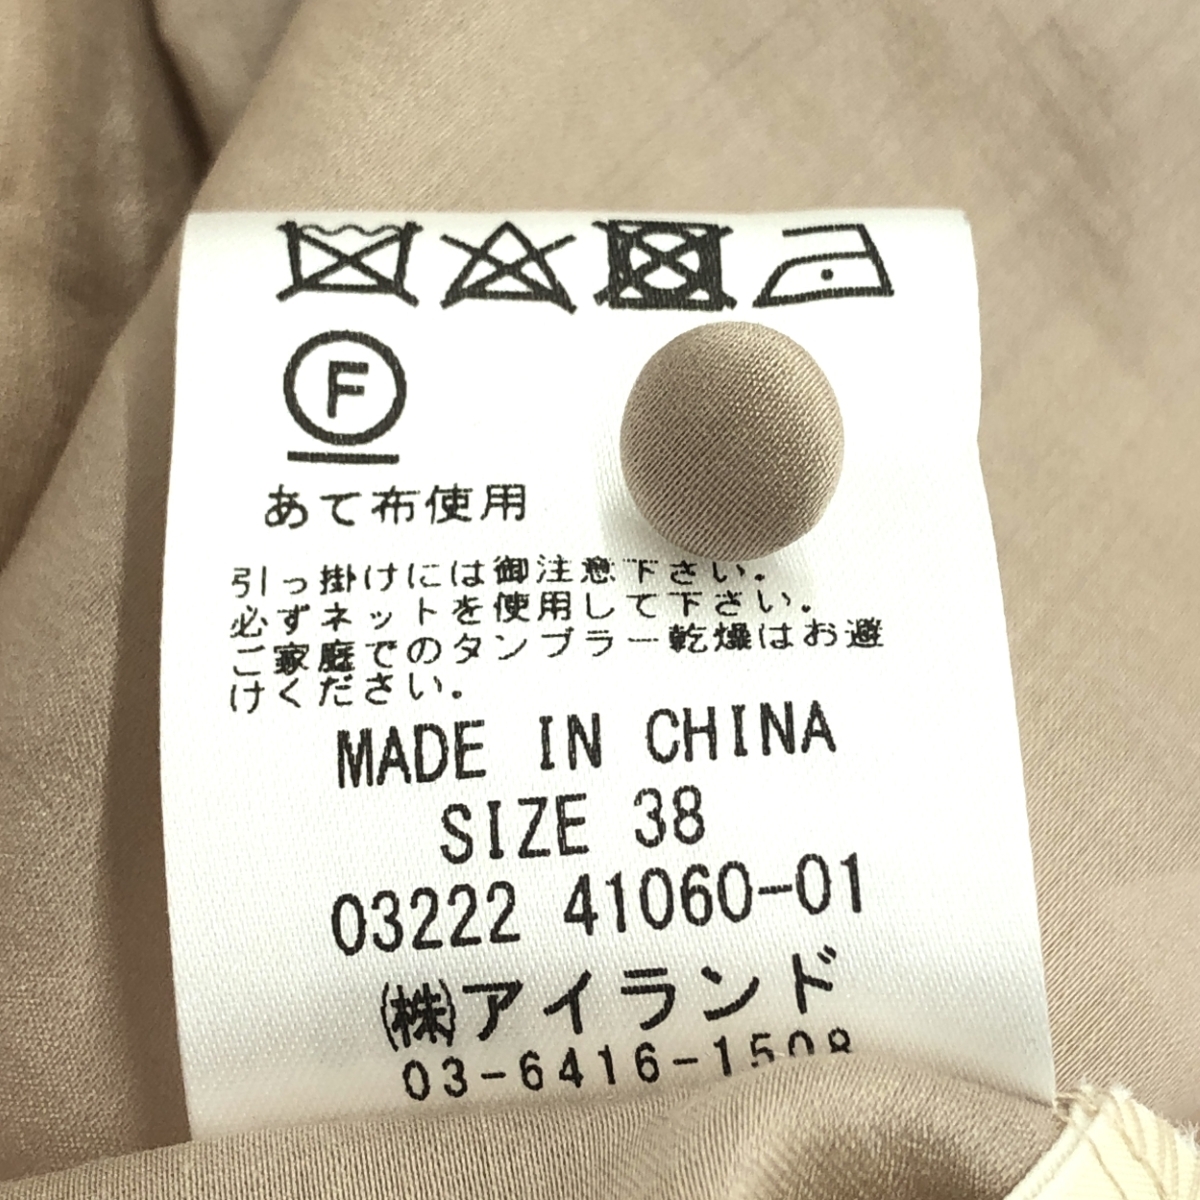 F
あて布使用
引っ掛けには御注意下さい。
必ずネットを使用して下さい。
ご家庭でのタンブラー乾燥はお避
けください。
MADE IN CHINA
SIZE 38
03222 41060-01
㈱アイランド
03-6416-1508